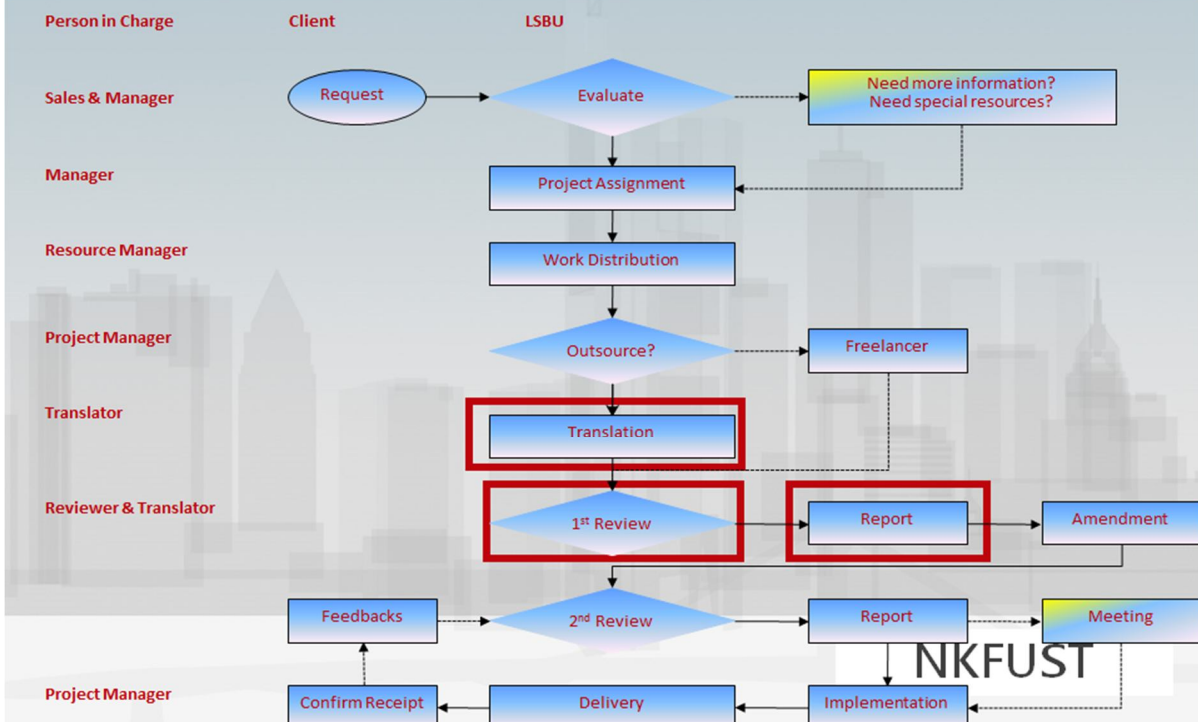 Person in Charge
Client
LSBU
Sales & Manager
Request
Evaluate
Need more information?
Need special resources?
Manager
Project Assignment
Resource Manager
Work Distribution
Project Manager
Outsource?
Freelancer
Translator
Translation
Reviewer & Translator
1st Review
Report
Amendment
Feedbacks
2nd Review
Report
Meeting
NKFUST
Project Manager
Confirm Receipt
Delivery
Implementation